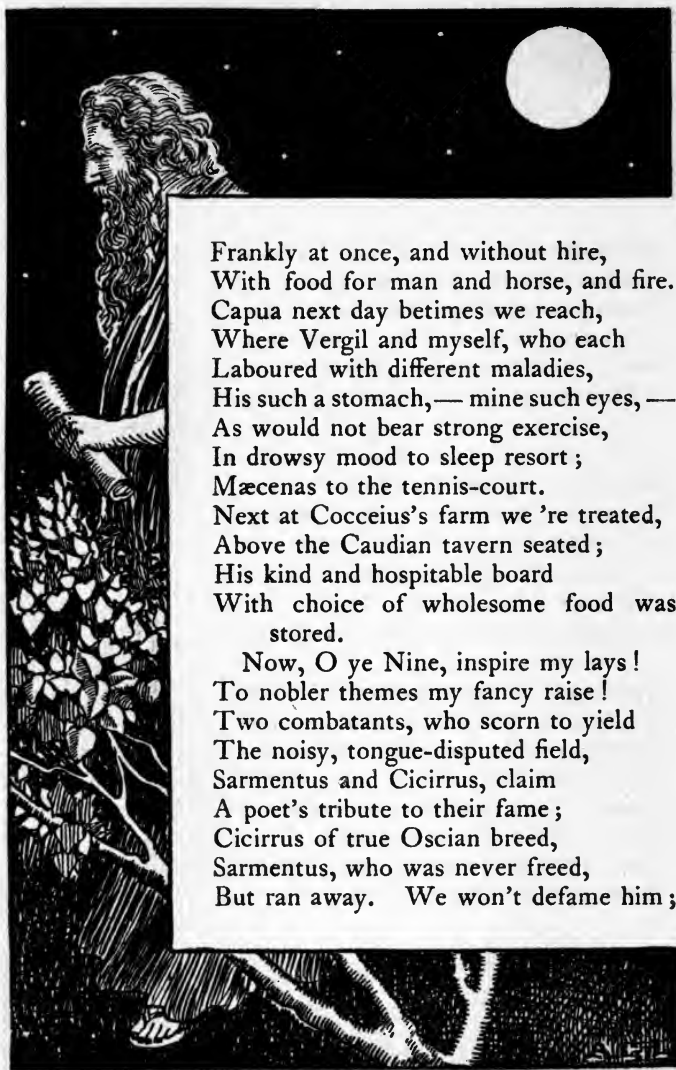 Frankly at once, and without hire,
With food for man and horse, and fire.
Capua next day betimes we reach,
Where Vergil and myself, who each
Laboured with different maladies,
His such a stomach,— mine such eyes, —
As would not bear strong exercise,
In drowsy mood to sleep resort ;
Mæcenas to the tennis-court.
Next at Cocceius's farm we 're treated,
Above the Caudian tavern seated ;
His kind and hospitable board
With choice of wholesome food was
stored.
Now, O ye Nine, inspire my lays !
To nobler themes my fancy raise !
Two combatants, who scorn to yield
The noisy, tongue-disputed field,
Sarmentus and Cicirrus, claim
A poet's tribute to their fame ;
Cicirrus of true Oscian breed,
Sarmentus, who was never freed,
But ran away. We won't defame him ;